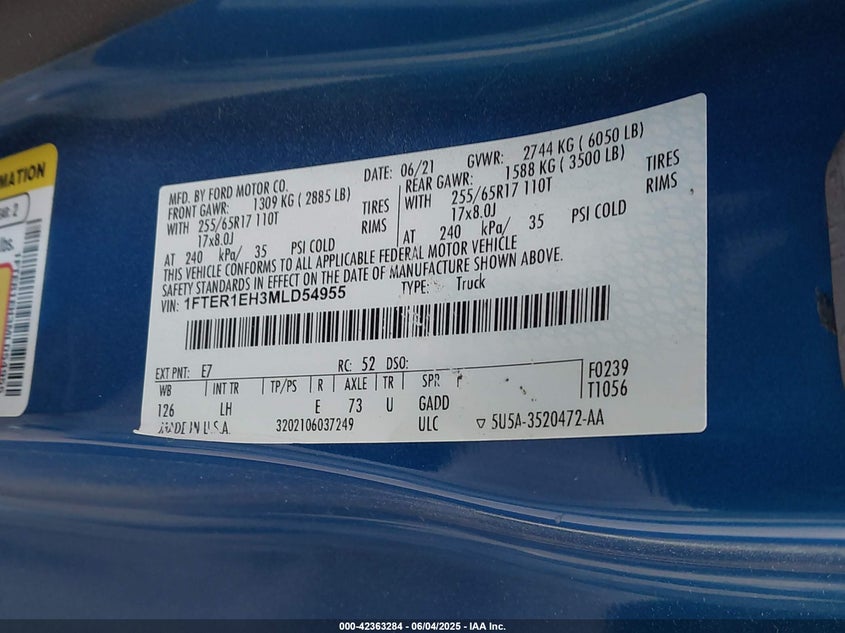 MATION
AR: 2
lbs.
MFD. BY FORD MOTOR CO.
DATE: 06/21 GVWR: 2744 KG ( 6050 LB)
FRONT GAWR: 1309 KG ( 2885 LB)
REAR GAWR: 1588 KG ( 3500 LB)
WITH 255/65R17 110T TIRES
WITH 255/65R17 110T TIRES
17x8.0J RIMS
17x8.0J RIMS
AT 240 kPa/ 35 PSI COLD
AT 240 kPa/ 35 PSI COLD
THIS VEHICLE CONFORMS TO ALL APPLICABLE FEDERAL MOTOR VEHICLE
SAFETY STANDARDS IN EFFECT ON THE DATE OF MANUFACTURE SHOWN ABOVE.
VIN: 1FTER1EH3MLD54955 TYPE: Truck
EXT PNT: E7 RC: 52 DSO:
WB INT TR TP/PS R AXLE TR SPR
126 LH E 73 U GADD
F0239
T1056
MADE IN U.S.A. 3202106037249 ULC ▽ 5U5A-3520472-AA
000-42363284 - 06/04/2025 - IAA Inc.